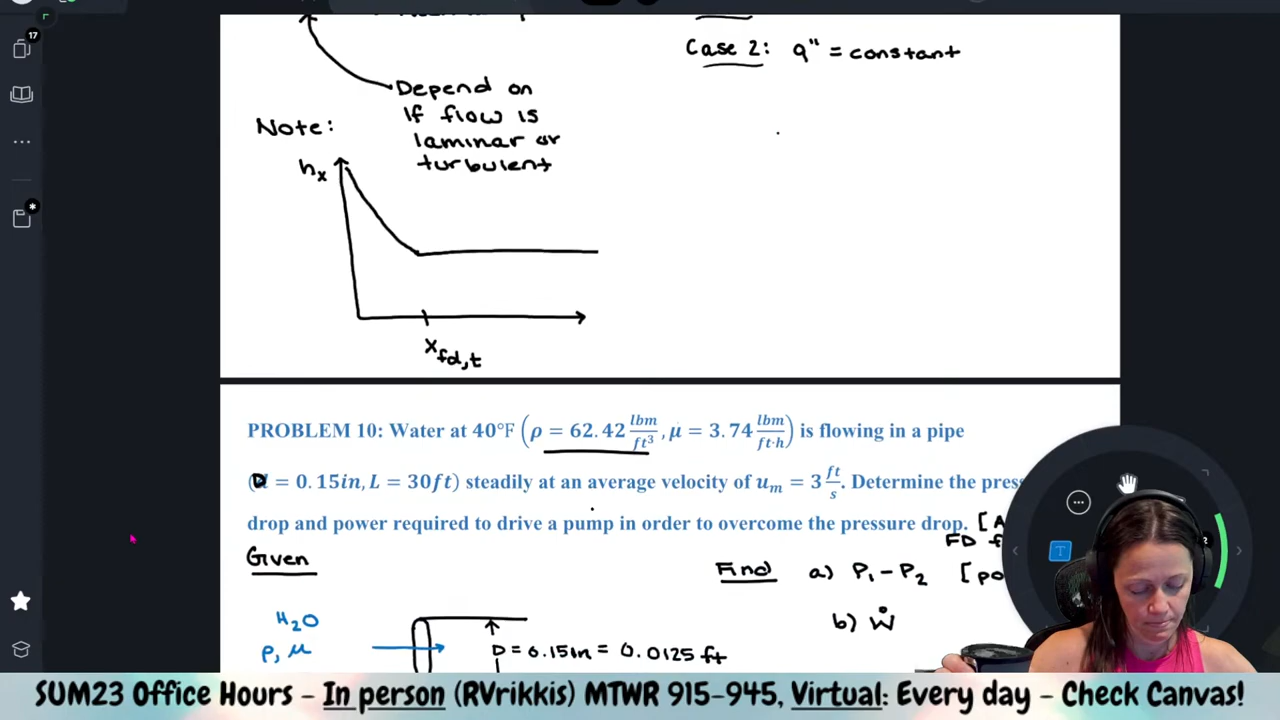 17
Case 2: q" = constant
Depend on
If flow is
laminar or
turbulent
Note:
hx
xfd,t
PROBLEM 10: Water at 40°F (ρ = 62.42 lbm/ft³, μ = 3.74 lbm/ft·h) is flowing in a pipe
(D = 0.15in, L = 30ft) steadily at an average velocity of um = 3 ft/s. Determine the press
drop and power required to drive a pump in order to overcome the pressure drop. [A
FD f
Given
Find a) P1 - P2 [po
b) Ẇ
H2O
ρ, μ
D = 0.15in = 0.0125 ft
T
SUM23 Office Hours - In person (RVrikkis) MTWR 915-945, Virtual: Every day - Check Canvas!